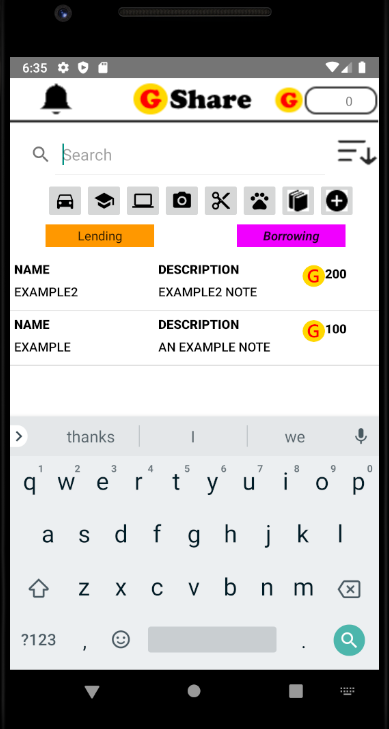 6:35
G Share G 0
Search
Lending Borrowing
NAME DESCRIPTION G 200
EXAMPLE2 EXAMPLE2 NOTE
NAME DESCRIPTION G 100
EXAMPLE AN EXAMPLE NOTE
thanks I we
1 2 3 4 5 6 7 8 9 0
q w e r t y u i o p
a s d f g h j k l
z x c v b n m
?123 , .